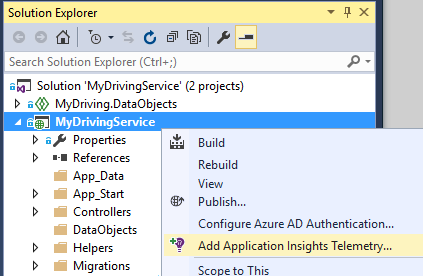 Solution Explorer
Search Solution Explorer (Ctrl+;)
Solution 'MyDrivingService' (2 projects)
MyDriving.DataObjects
MyDrivingService
Properties
References
App_Data
App_Start
Controllers
DataObjects
Helpers
Migrations
Build
Rebuild
View
Publish...
Configure Azure AD Authentication...
Add Application Insights Telemetry...
Scope to This